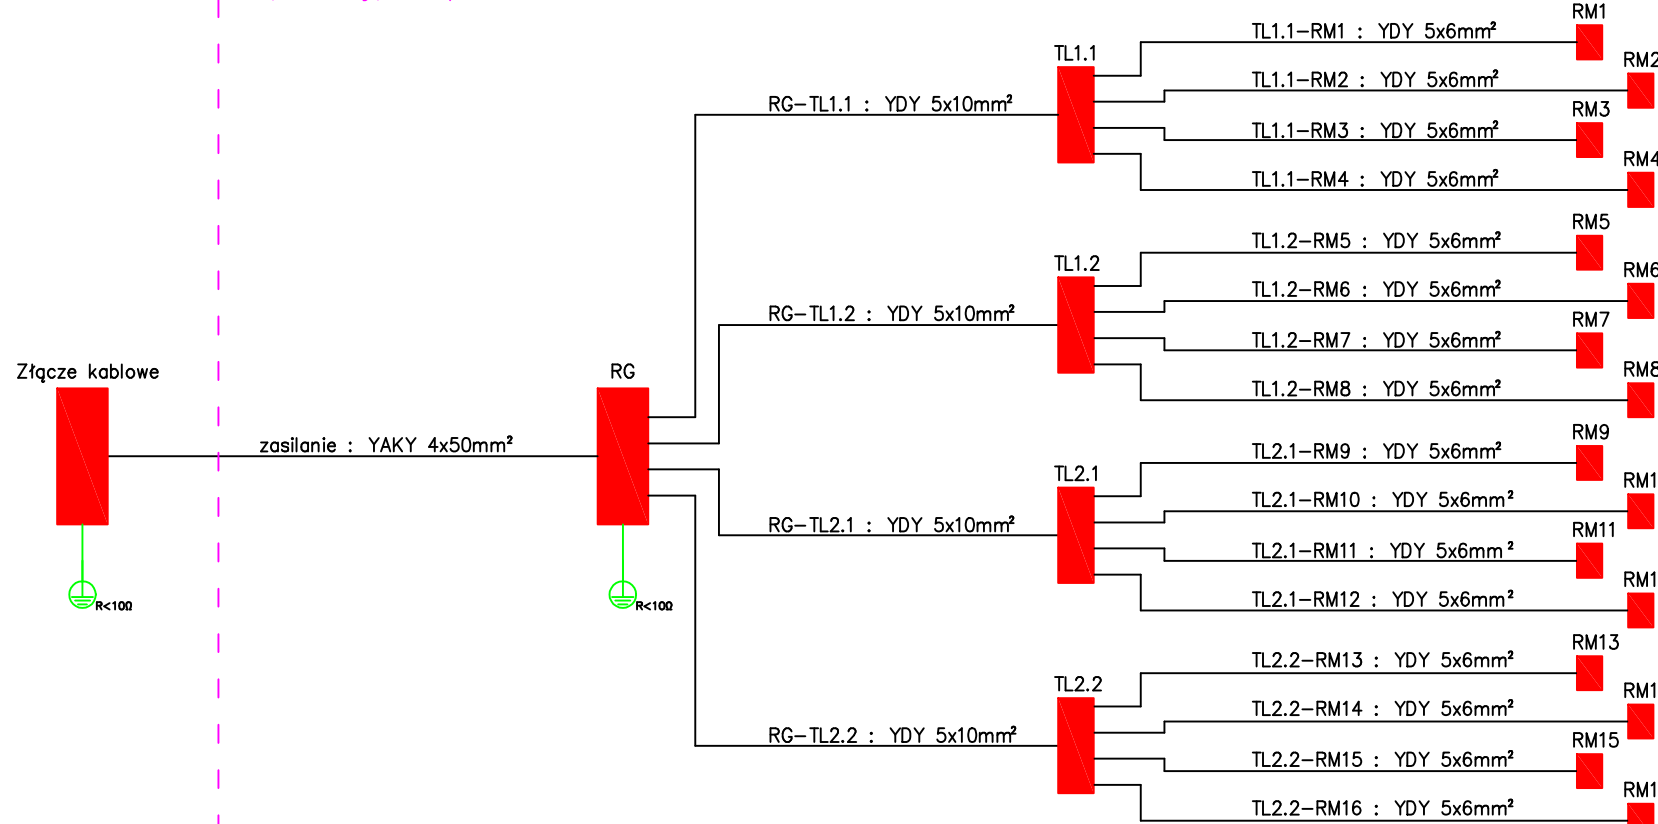 RM1
TL1.1-RM1 : YDY 5x6mm²
TL1.1
RM2
TL1.1-RM2 : YDY 5x6mm²
RG-TL1.1 : YDY 5x10mm²
RM3
TL1.1-RM3 : YDY 5x6mm²
RM4
TL1.1-RM4 : YDY 5x6mm²
RM5
TL1.2-RM5 : YDY 5x6mm²
TL1.2
RM6
TL1.2-RM6 : YDY 5x6mm²
RG-TL1.2 : YDY 5x10mm²
RM7
TL1.2-RM7 : YDY 5x6mm²
Złącze kablowe
RG
RM8
TL1.2-RM8 : YDY 5x6mm²
zasilanie : YAKY 4x50mm²
RM9
TL2.1-RM9 : YDY 5x6mm²
TL2.1
RM1
TL2.1-RM10 : YDY 5x6mm²
RG-TL2.1 : YDY 5x10mm²
RM11
TL2.1-RM11 : YDY 5x6mm²
RM1
TL2.1-RM12 : YDY 5x6mm²
R<10Ω
R<10Ω
RM13
TL2.2-RM13 : YDY 5x6mm²
TL2.2
RM1
TL2.2-RM14 : YDY 5x6mm²
RG-TL2.2 : YDY 5x10mm²
RM15
TL2.2-RM15 : YDY 5x6mm²
RM1
TL2.2-RM16 : YDY 5x6mm²